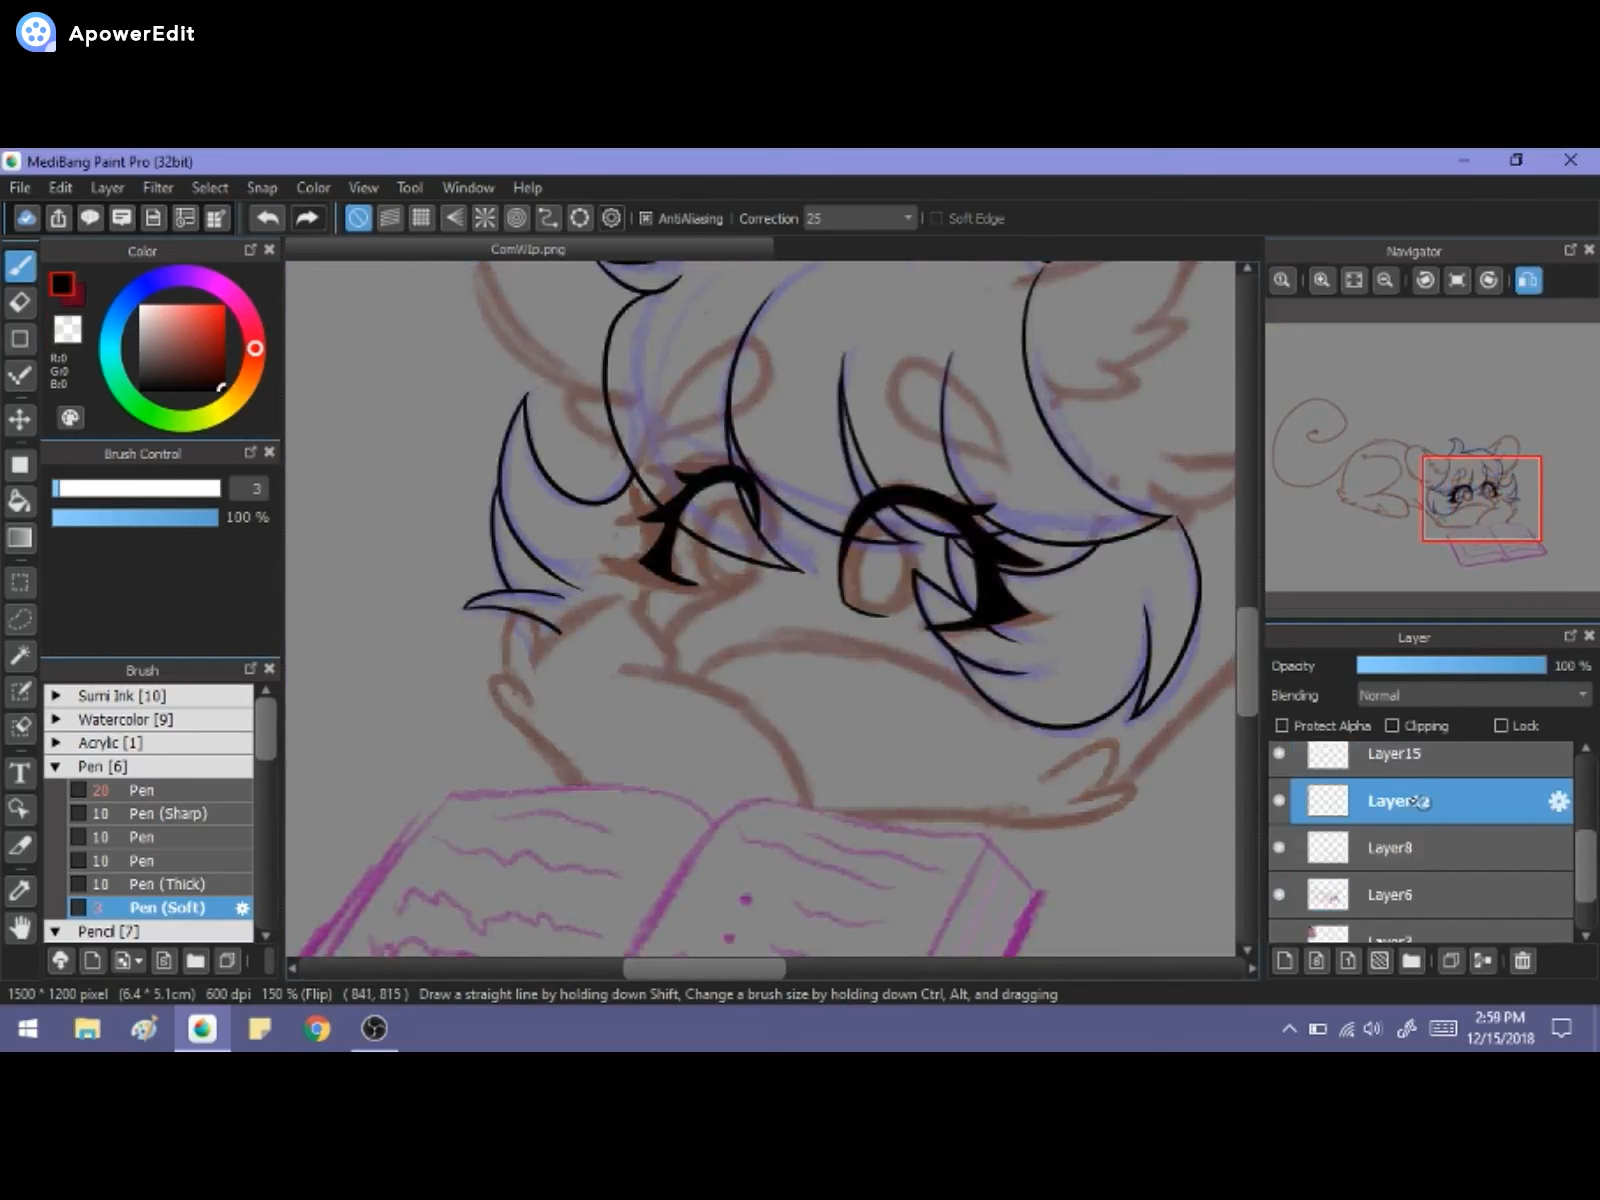 ApowerEdit
MediBang Paint Pro (32bit)
File Edit Layer Filter Select Snap Color View Tool Window Help
AntiAliasing Correction 25 Soft Edge
Color
ComWIp.png
Navigator
R:0
G:0
B:0
Brush Control
3
100 %
Brush
Sumi Ink [10]
Watercolor [9]
Acrylic [1]
Pen [6]
20 Pen
10 Pen (Sharp)
10 Pen
10 Pen
10 Pen (Thick)
3 Pen (Soft)
Pencil [7]
Layer
Opacity 100 %
Blending Normal
Protect Alpha Clipping Lock
Layer15
Layer8
Layer6
1500 * 1200 pixel (6.4 * 5.1cm) 600 dpi 150 % (Flip) ( 841, 815 ) Draw a straight line by holding down Shift, Change a brush size by holding down Ctrl, Alt, and dragging
2:59 PM
12/15/2018